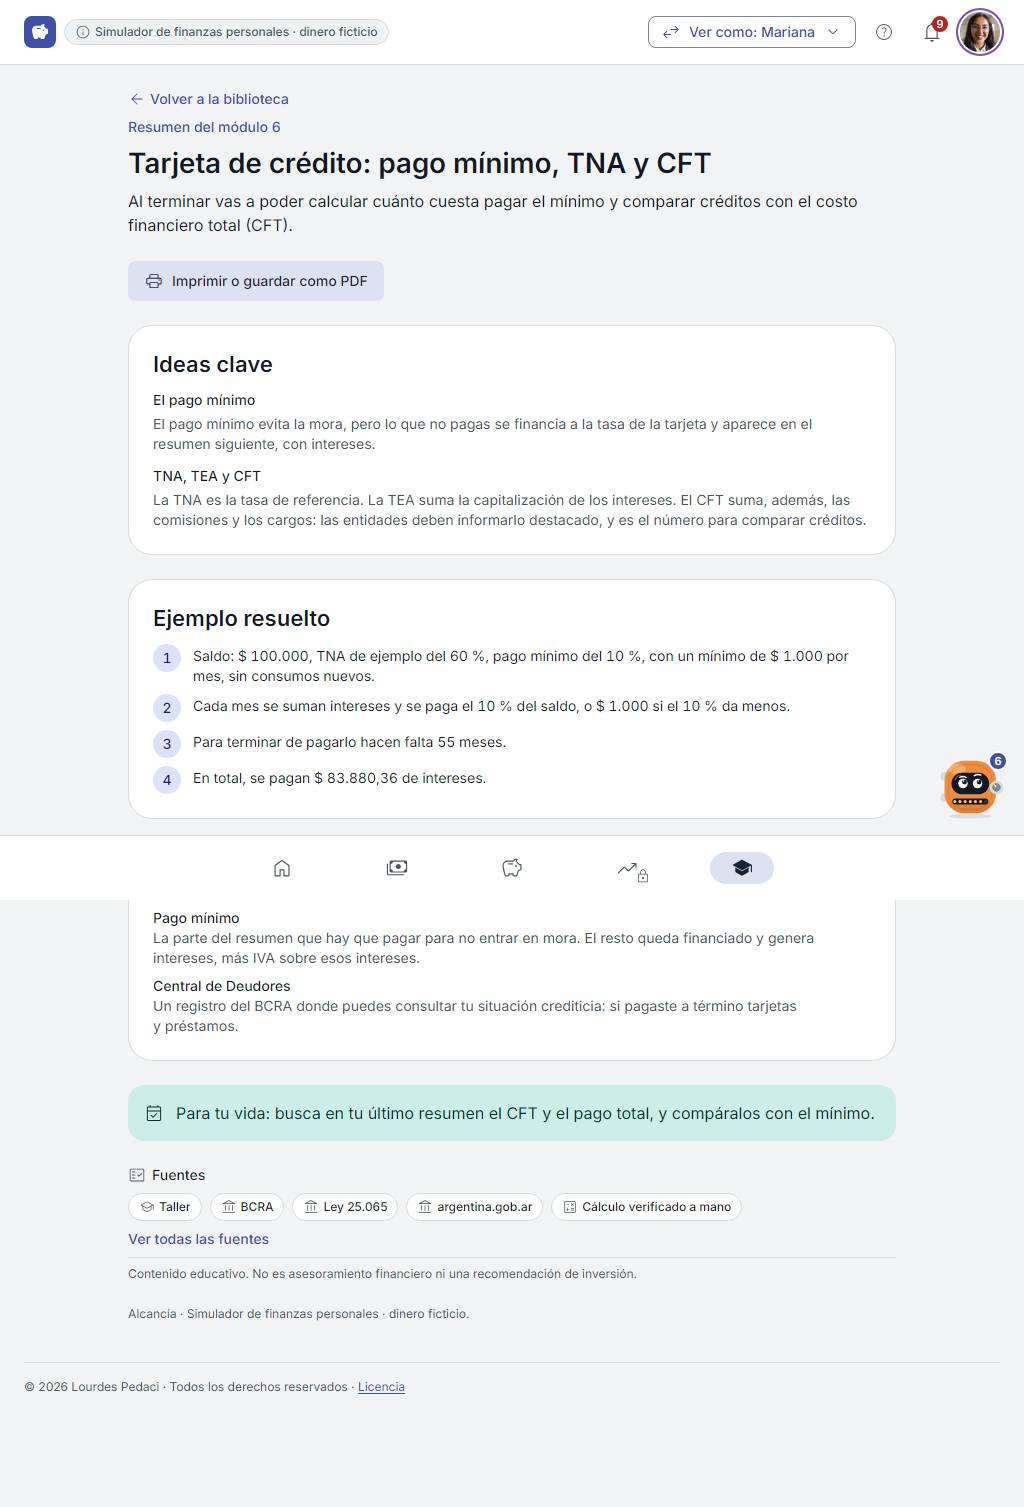 Simulador de finanzas personales · dinero ficticio
Ver como: Mariana
9
Volver a la biblioteca
Resumen del módulo 6
Tarjeta de crédito: pago mínimo, TNA y CFT
Al terminar vas a poder calcular cuánto cuesta pagar el mínimo y comparar créditos con el costo
financiero total (CFT).
Imprimir o guardar como PDF
Ideas clave
El pago mínimo
El pago mínimo evita la mora, pero lo que no pagas se financia a la tasa de la tarjeta y aparece en el
resumen siguiente, con intereses.
TNA, TEA y CFT
La TNA es la tasa de referencia. La TEA suma la capitalización de los intereses. El CFT suma, además, las
comisiones y los cargos: las entidades deben informarlo destacado, y es el número para comparar créditos.
Ejemplo resuelto
1 Saldo: $ 100.000, TNA de ejemplo del 60 %, pago mínimo del 10 %, con un mínimo de $ 1.000 por
mes, sin consumos nuevos.
2 Cada mes se suman intereses y se paga el 10 % del saldo, o $ 1.000 si el 10 % da menos.
3 Para terminar de pagarlo hacen falta 55 meses.
6
4 En total, se pagan $ 83.880,36 de intereses.
Pago mínimo
La parte del resumen que hay que pagar para no entrar en mora. El resto queda financiado y genera
intereses, más IVA sobre esos intereses.
Central de Deudores
Un registro del BCRA donde puedes consultar tu situación crediticia: si pagaste a término tarjetas
y préstamos.
Para tu vida: busca en tu último resumen el CFT y el pago total, y compáralos con el mínimo.
Fuentes
Taller BCRA Ley 25.065 argentina.gob.ar Cálculo verificado a mano
Ver todas las fuentes
Contenido educativo. No es asesoramiento financiero ni una recomendación de inversión.
Alcancía · Simulador de finanzas personales · dinero ficticio.
© 2026 Lourdes Pedaci · Todos los derechos reservados · Licencia